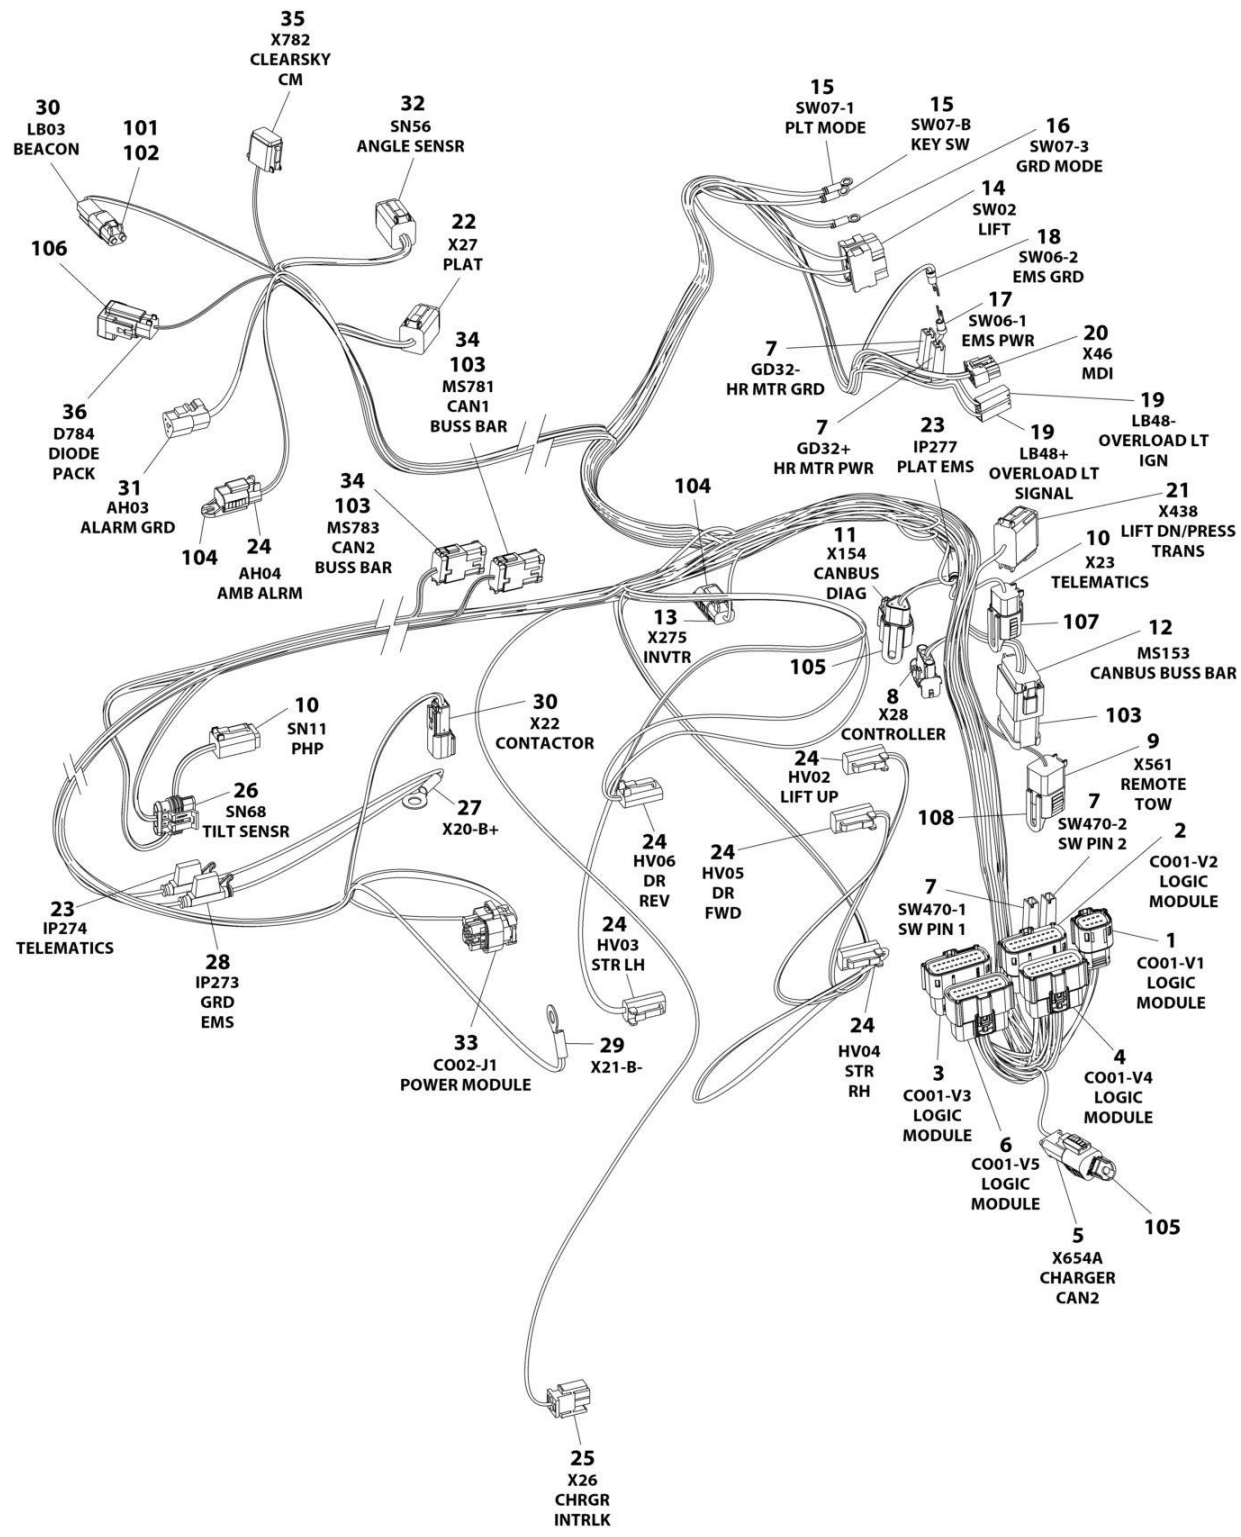 35
X782
CLEARSKY
CM
30
LB03
BEACON
101
102
32
SN56
ANGLE SENSR
22
X27
PLAT
106
36
D784
DIODE
PACK
31
AH03
ALARM GRD
104
24
AH04
AMB ALRM
34
103
MS781
CAN1
BUSS BAR
34
103
MS783
CAN2
BUSS BAR
15
SW07-1
PLT MODE
15
SW07-B
KEY SW
16
SW07-3
GRD MODE
14
SW02
LIFT
18
SW06-2
EMS GRD
17
SW06-1
EMS PWR
7
GD32-
HR MTR GRD
20
X46
MDI
7
GD32+
HR MTR PWR
23
IP277
PLAT EMS
19
LB48+
OVERLOAD LT
SIGNAL
19
LB48-
OVERLOAD LT
IGN
21
X438
LIFT DN/PRESS
TRANS
104
11
X154
CANBUS
DIAG
10
X23
TELEMATICS
107
13
X275
INVTR
105
12
MS153
CANBUS BUSS BAR
8
X28
CONTROLLER
103
9
X561
REMOTE
TOW
108
10
SN11
PHP
30
X22
CONTACTOR
26
SN68
TILT SENSR
27
X20-B+
24
HV02
LIFT UP
24
HV06
DR
REV
24
HV05
DR
FWD
7
SW470-2
SW PIN 2
2
CO01-V2
LOGIC
MODULE
7
SW470-1
SW PIN 1
23
IP274
TELEMATICS
28
IP273
GRD
EMS
24
HV03
STR LH
1
CO01-V1
LOGIC
MODULE
33
CO02-J1
POWER MODULE
29
X21-B-
24
HV04
STR
RH
3
CO01-V3
LOGIC
MODULE
4
CO01-V4
LOGIC
MODULE
6
CO01-V5
LOGIC
MODULE
105
5
X654A
CHARGER
CAN2
25
X26
CHRGR
INTRLK